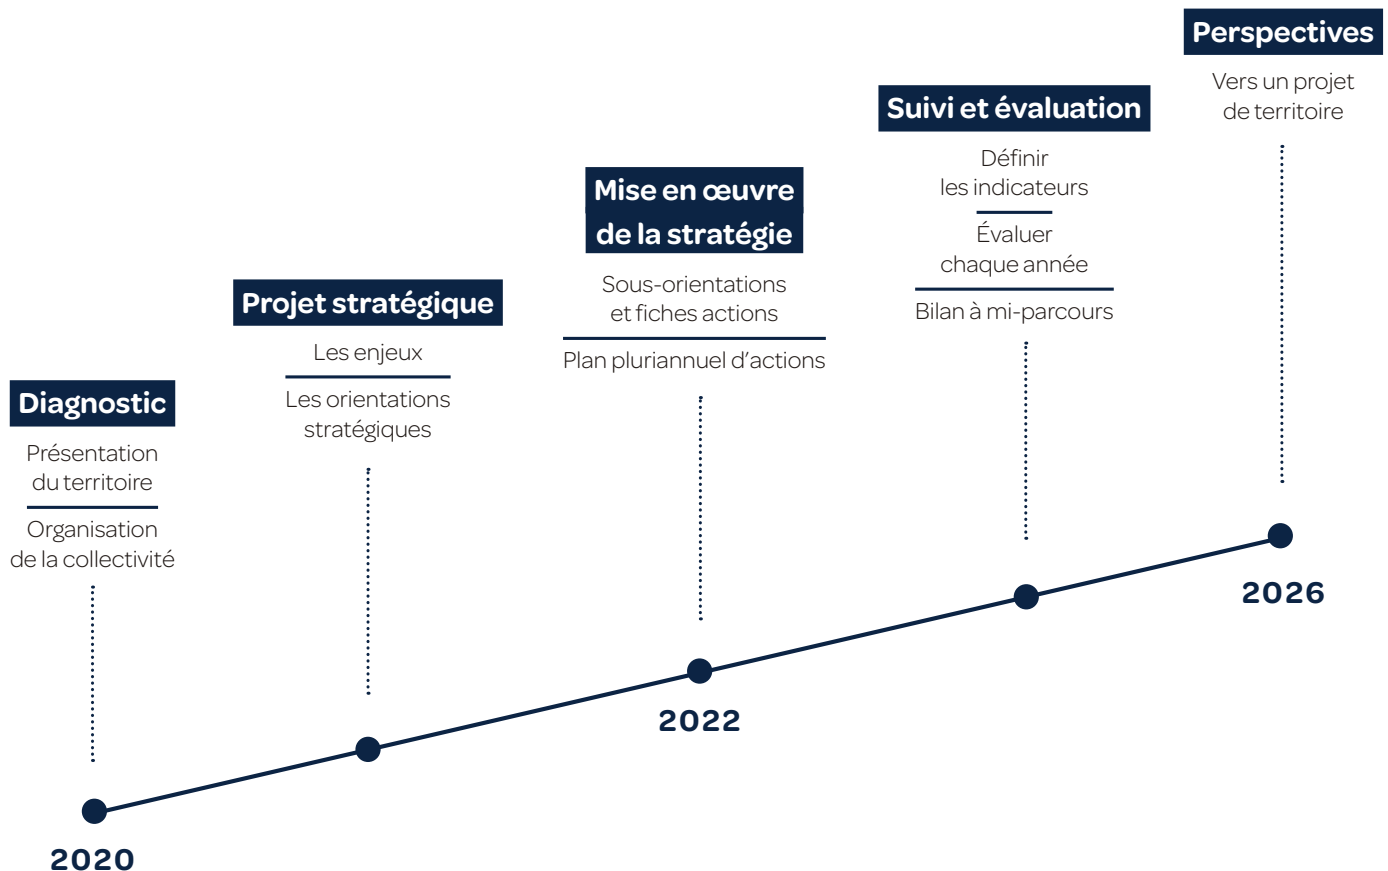 Diagnostic
Présentation
du territoire
Organisation
de la collectivité
2020
Projet stratégique
Les enjeux
Les orientations
stratégiques
Mise en œuvre
de la stratégie
Sous-orientations
et fiches actions
Plan pluriannuel d’actions
2022
Suivi et évaluation
Définir
les indicateurs
Évaluer
chaque année
Bilan à mi-parcours
Perspectives
Vers un projet
de territoire
2026